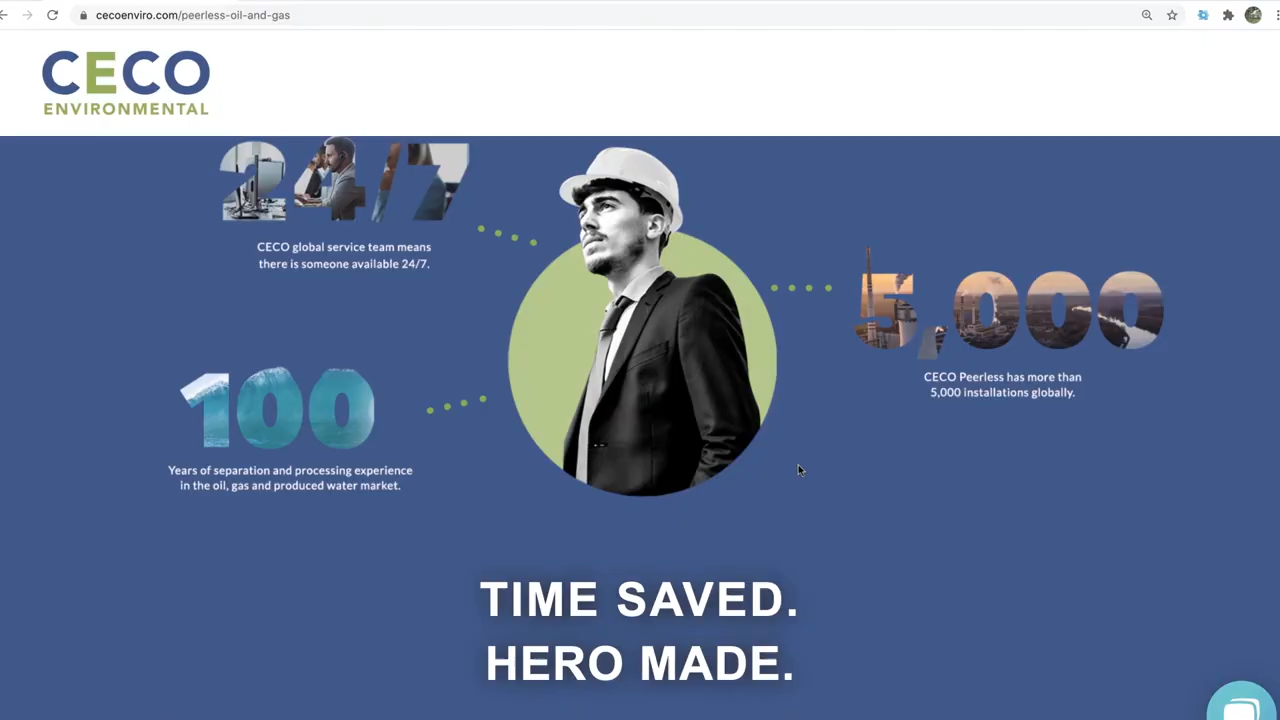 cecoenviro.com/peerless-oil-and-gas
CECO
ENVIRONMENTAL
24/7
CECO global service team means
there is someone available 24/7.
5,000
CECO Peerless has more than
5,000 installations globally.
100
Years of separation and processing experience
in the oil, gas and produced water market.
TIME SAVED.
HERO MADE.